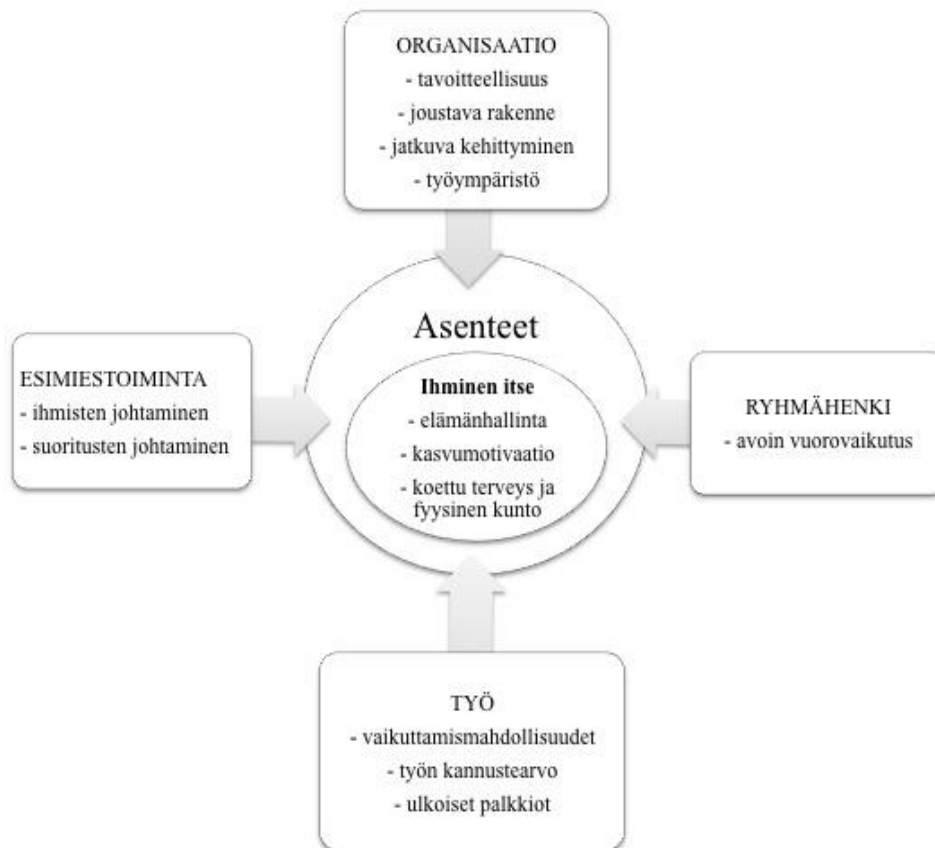 ORGANISAATIO
- tavoitteellisuus
- joustava rakenne
- jatkuva kehittyminen
- työympäristö
Asenteet
Ihminen itse
- elämänhallinta
- kasvumotivaatio
- koettu terveys ja
fyysinen kunto
ESIMIESTOIMINTA
- ihmisten johtaminen
- suoritusten johtaminen
RYHMÄHENKI
- avoin vuorovaikutus
TYÖ
- vaikuttamismahdollisuudet
- työn kannustearvo
- ulkoiset palkkiot